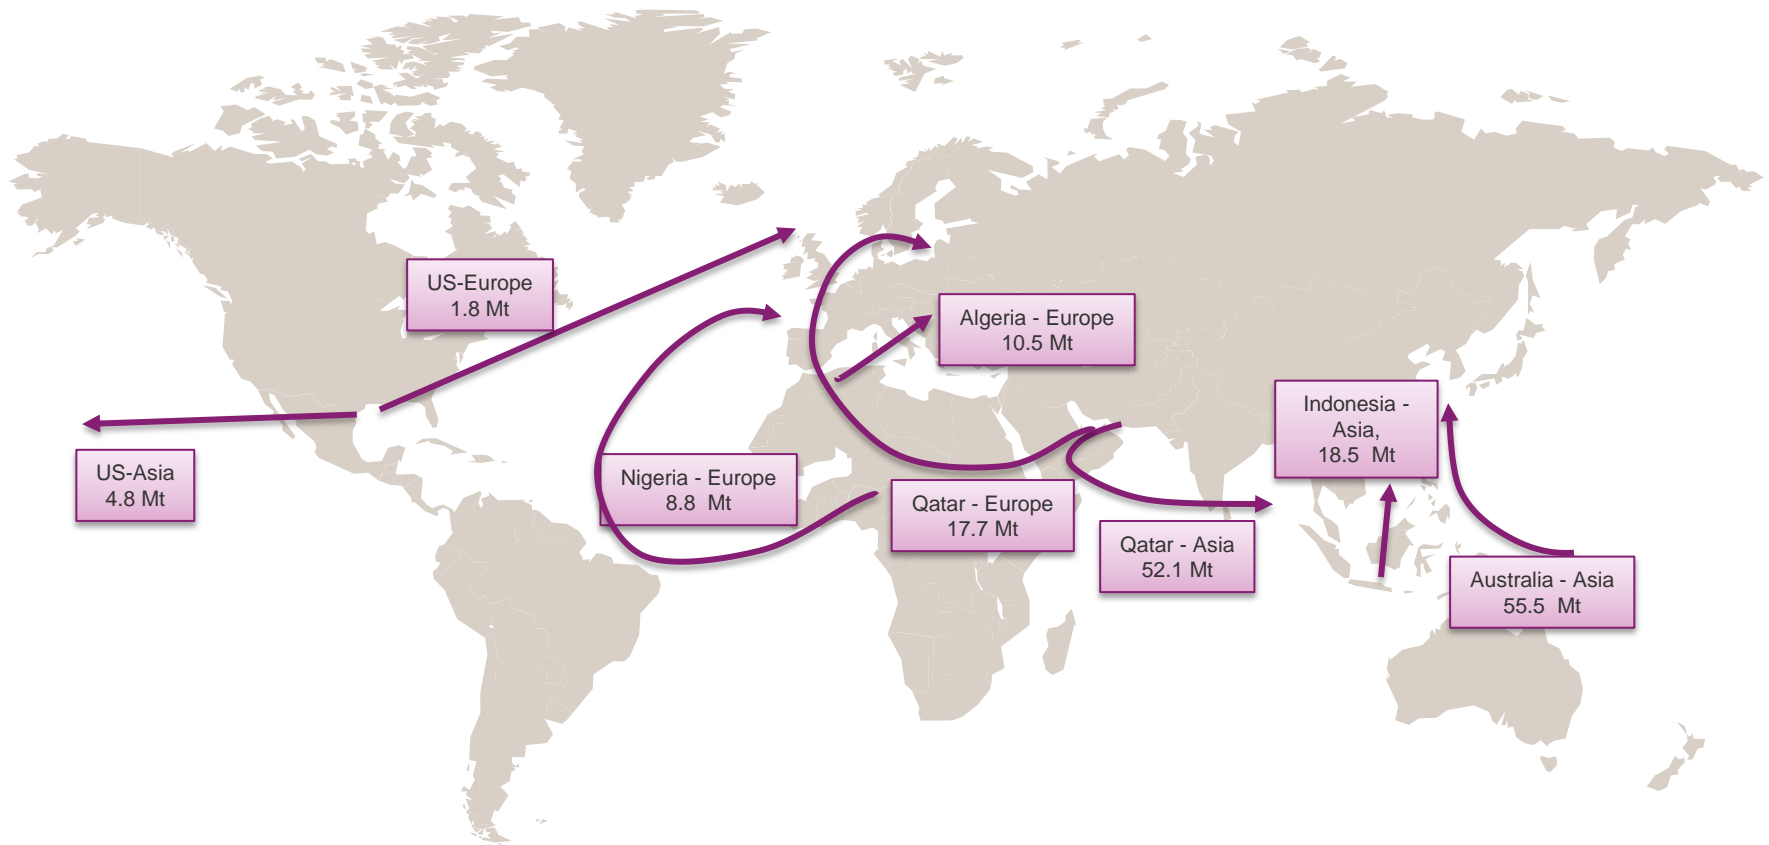 US-Europe
1.8 Mt
Algeria - Europe
10.5 Mt
Indonesia -
Asia,
18.5 Mt
US-Asia
4.8 Mt
Nigeria - Europe
8.8 Mt
Qatar - Europe
17.7 Mt
Qatar - Asia
52.1 Mt
Australia - Asia
55.5 Mt